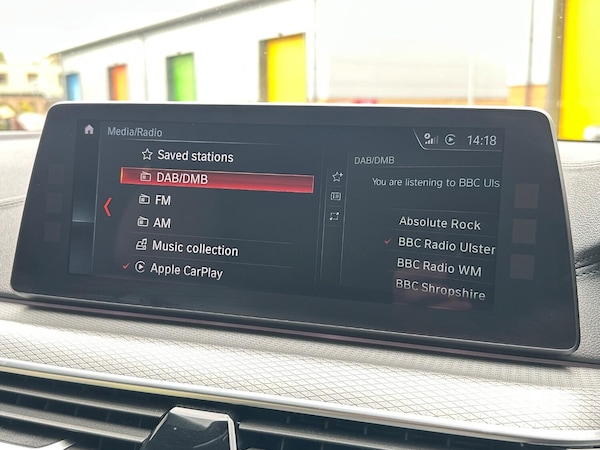 Media/Radio
14:18
Saved stations
DAB/DMB
FM
AM
Music collection
Apple CarPlay
DAB/DMB
You are listening to BBC Uls
Absolute Rock
BBC Radio Ulster
BBC Radio WM
BBC Shropshire